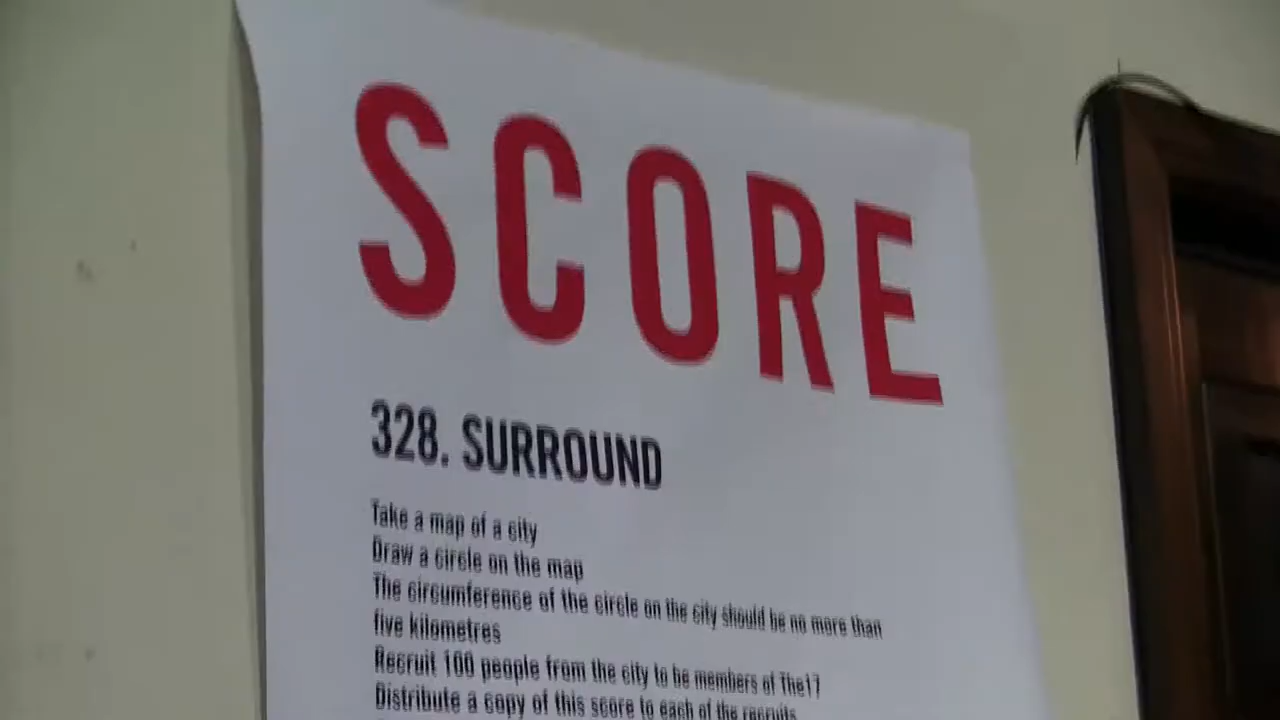 SCORE
328. SURROUND
Take a map of a city
Draw a circle on the map
The circumference of the circle on the city should be no more than
five kilometres
Recruit 100 people from the city to be members of The17
Distribute a copy of this score to each of the recruits